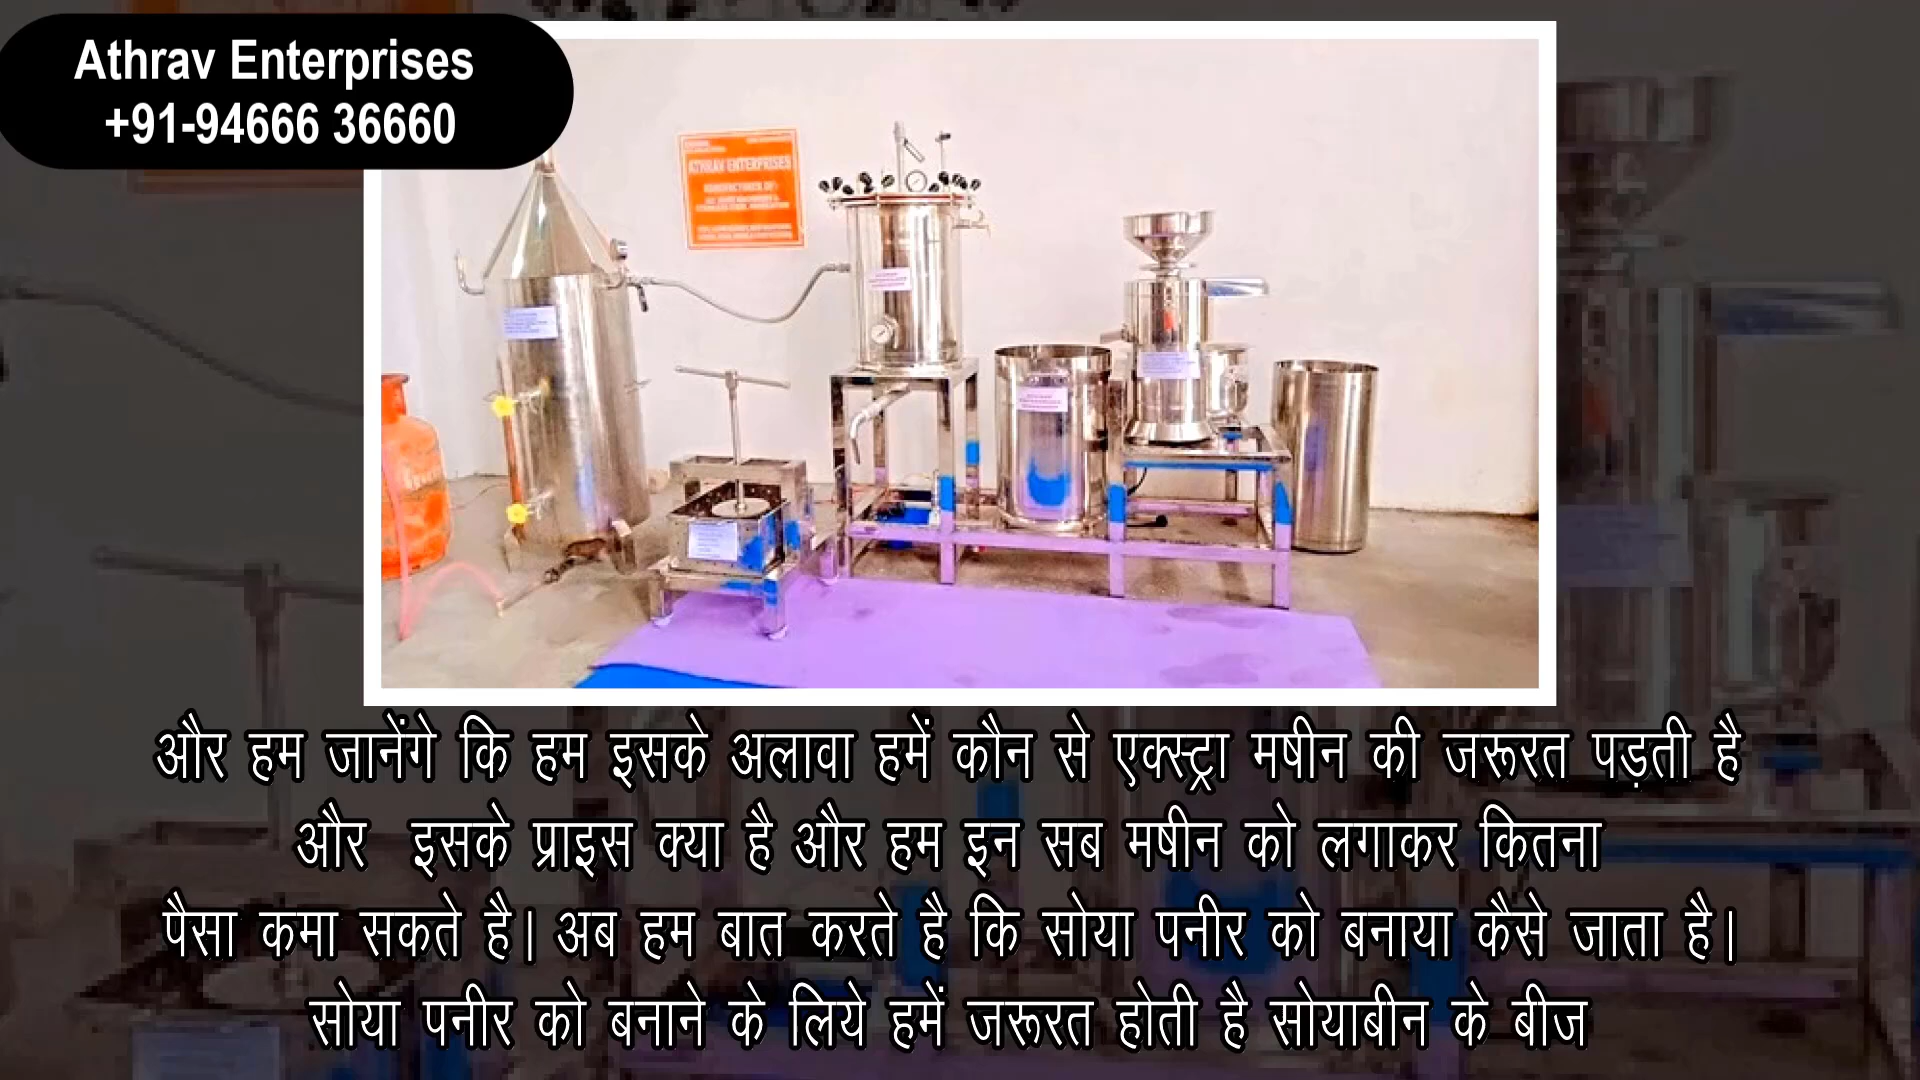 Athrav Enterprises
+91-94666 36660
ATHRAV ENTERPRISES
और हम जानेंगे कि हम इसके अलावा हमें कौन से एक्स्ट्रा मषीन की जरूरत पड़ती है
और इसके प्राइस क्या है और हम इन सब मषीन को लगाकर कितना
पैसा कमा सकते है। अब हम बात करते है कि सोया पनीर को बनाया कैसे जाता है।
सोया पनीर को बनाने के लिये हमें जरूरत होती है सोयाबीन के बीज